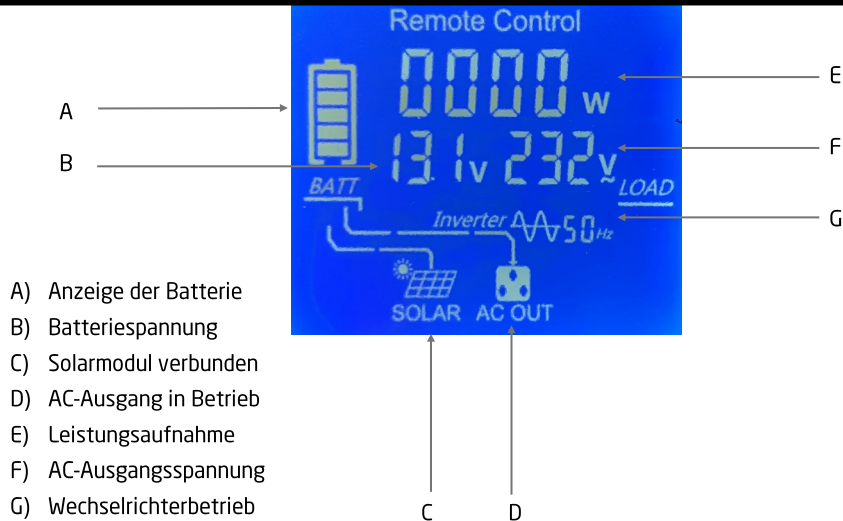 Remote Control
0000 W
E
A
13.1 v 232 V~
F
B
BATT
LOAD
Inverter 50 Hz
G
SOLAR AC OUT
A) Anzeige der Batterie
B) Batteriespannung
C) Solarmodul verbunden
D) AC-Ausgang in Betrieb
E) Leistungsaufnahme
F) AC-Ausgangsspannung
G) Wechselrichterbetrieb
C
D